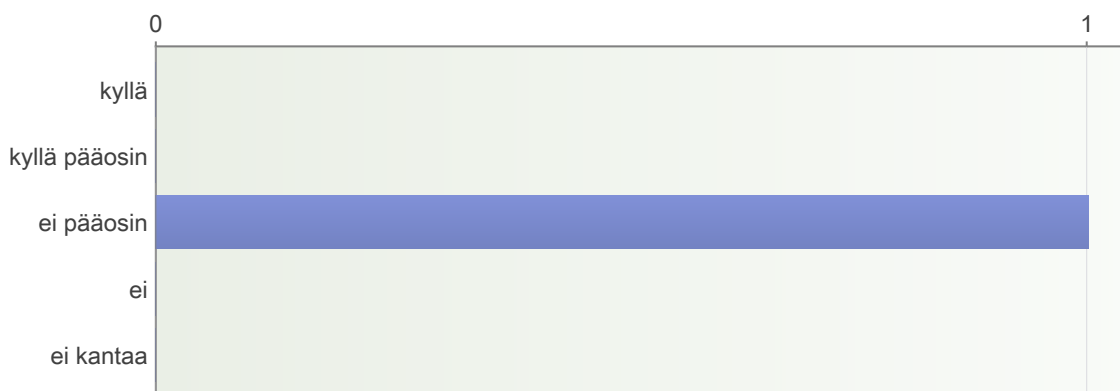 0 1
kyllä
kyllä pääosin
ei pääosin
ei
ei kantaa